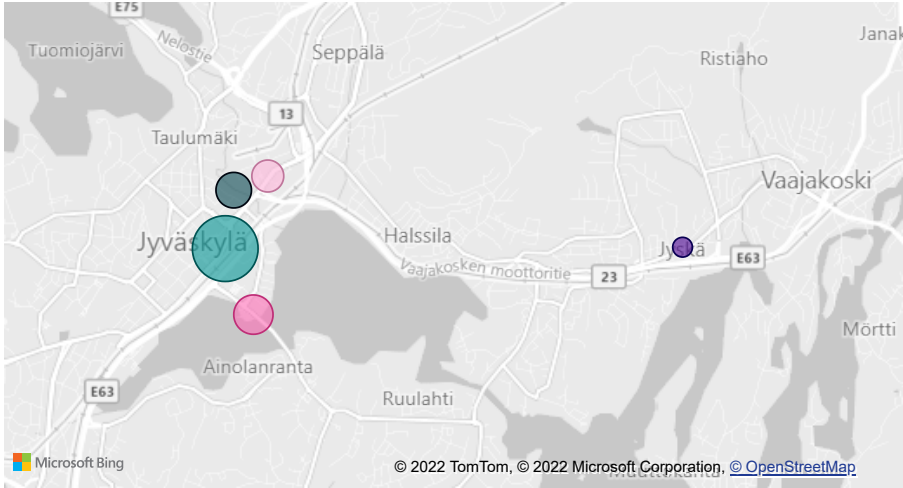 E75
Tuomiojärvi
Nelostie
Seppälä
Ristiaho
Janak
13
Taulumäki
Vaajakoski
Jyväskylä
Halssila
Jyskä
E63
Vaajakosken moottoritie
23
Mörtti
Ainolanranta
E63
Ruulahti
Microsoft Bing
© 2022 TomTom, © 2022 Microsoft Corporation, © OpenStreetMap